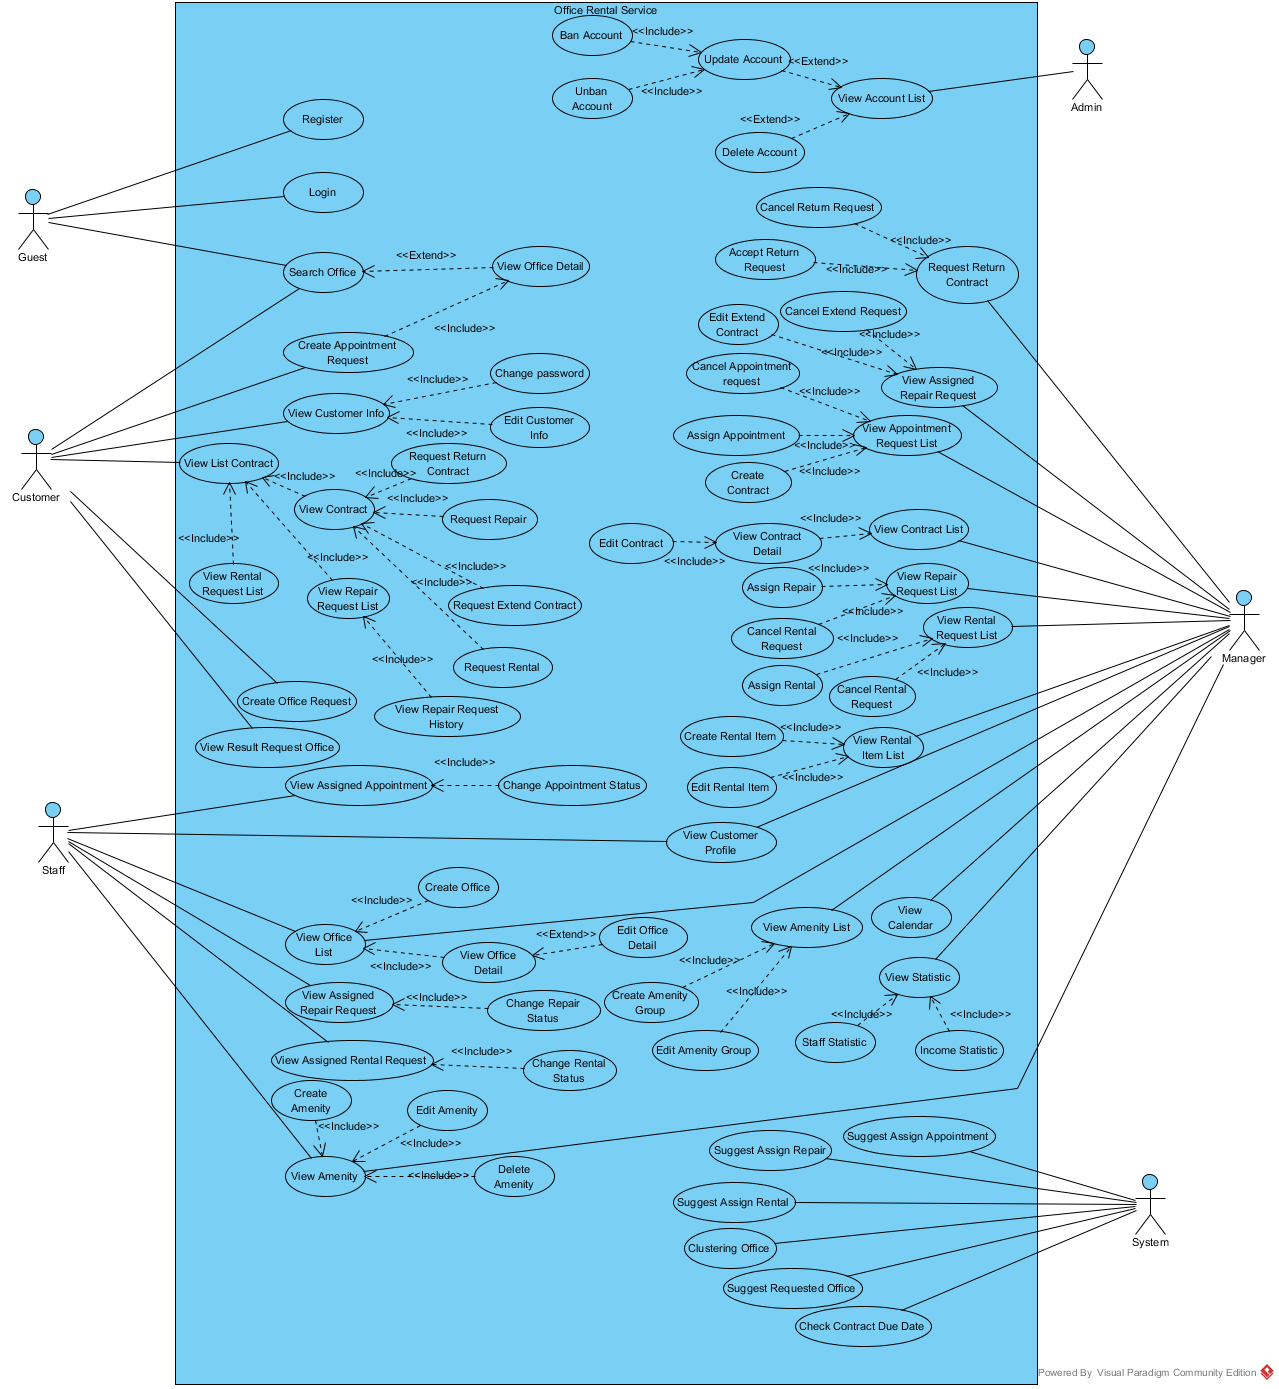 Office Rental Service
Ban Account
<<Include>>
Update Account
<<Extend>>
Unban
Account
<<Include>>
View Account List
Admin
<<Extend>>
Delete Account
Register
Login
Guest
Search Office
<<Extend>>
View Office Detail
<<Include>>
Create Appointment
Request
Cancel Return Request
<<Include>>
Accept Return
Request
<<Include>>
Request Return
Contract
Edit Extend
Contract
Cancel Extend Request
<<Include>>
<<Include>>
View Assigned
Repair Request
Cancel Appointment
request
<<Include>>
Assign Appointment
<<Include>>
View Appointment
Request List
Create
Contract
<<Include>>
<<Include>>
Change password
View Customer Info
<<Include>>
Edit Customer
Info
Customer
View List Contract
<<Include>>
<<Include>>
Request Return
Contract
View Contract
<<Include>>
Request Repair
<<Include>>
<<Include>>
<<Include>>
<<Include>>
View Rental
Request List
View Repair
Request List
Request Extend Contract
<<Include>>
Request Rental
View Repair Request
History
Create Office Request
View Result Request Office
Edit Contract
<<Include>>
View Contract
Detail
<<Include>>
View Contract List
Assign Repair
<<Include>>
View Repair
Request List
Cancel Rental
Request
<<Include>>
<<Include>>
View Rental
Request List
Assign Rental
<<Include>>
Cancel Rental
Request
Manager
Create Rental Item
<<Include>>
View Rental
Item List
Edit Rental Item
<<Include>>
View Assigned Appointment
<<Include>>
Change Appointment Status
Staff
View Customer
Profile
Create Office
<<Include>>
View Office
List
<<Include>>
View Office
Detail
<<Extend>>
Edit Office
Detail
View Amenity List
View
Calendar
<<Include>>
Create Amenity
Group
<<Include>>
Edit Amenity Group
View Statistic
<<Include>>
<<Include>>
Staff Statistic
Income Statistic
View Assigned
Repair Request
<<Include>>
Change Repair
Status
View Assigned Rental Request
<<Include>>
Change Rental
Status
Create
Amenity
<<Include>>
Edit Amenity
<<Include>>
View Amenity
<<Include>>
Delete
Amenity
Suggest Assign Appointment
Suggest Assign Repair
Suggest Assign Rental
System
Clustering Office
Suggest Requested Office
Check Contract Due Date
Powered By Visual Paradigm Community Edition